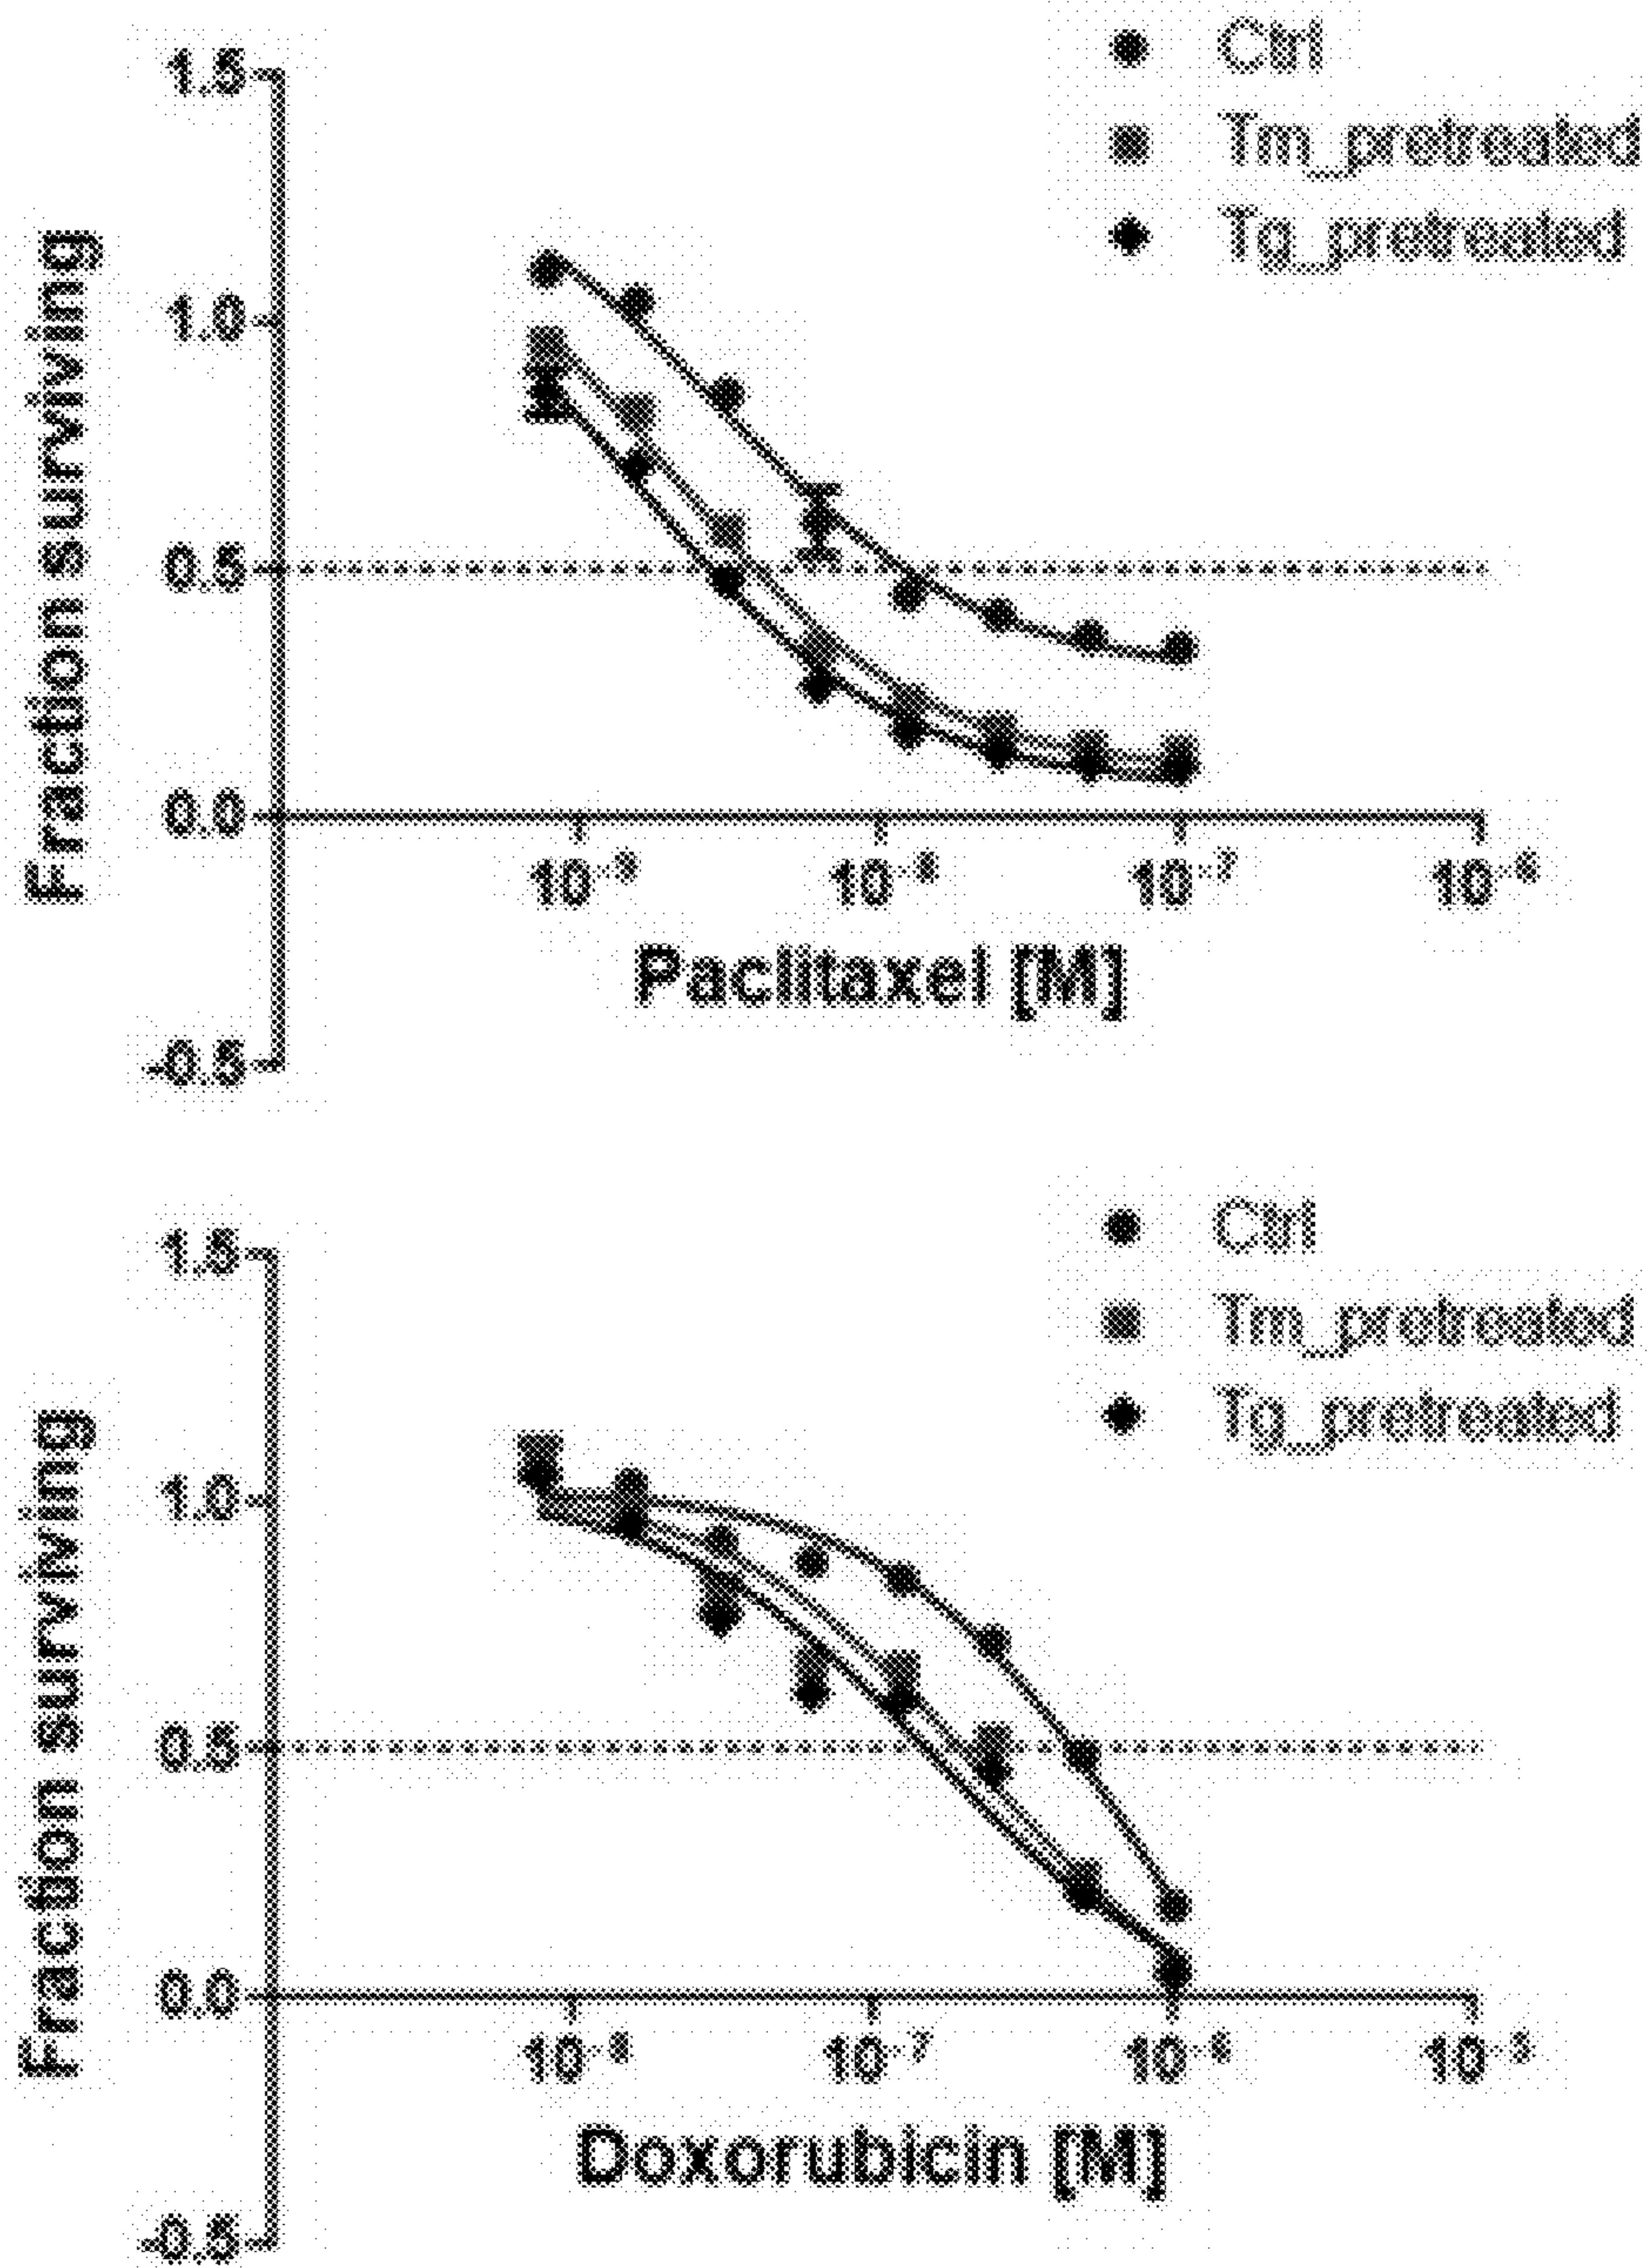 1.5
1.0
0.5
0.0
-0.5
Fraction surviving
Ctrl
Tm_pretreated
Tg_pretreated
10-9
10-8
10-7
10-6
Paclitaxel [M]
1.5
1.0
0.5
0.0
-0.5
Fraction surviving
Ctrl
Tm_pretreated
Tg_pretreated
10-8
10-7
10-6
10-5
Doxorubicin [M]